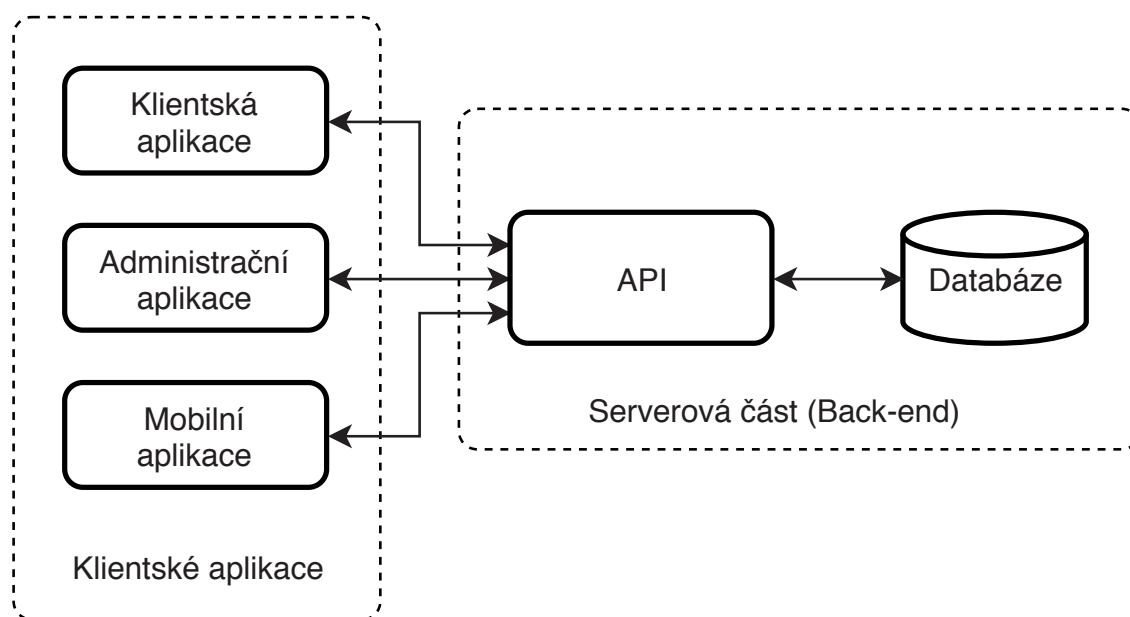 Klientská
aplikace
Administrační
aplikace
Mobilní
aplikace
Klientské aplikace
API
Databáze
Serverová část (Back-end)